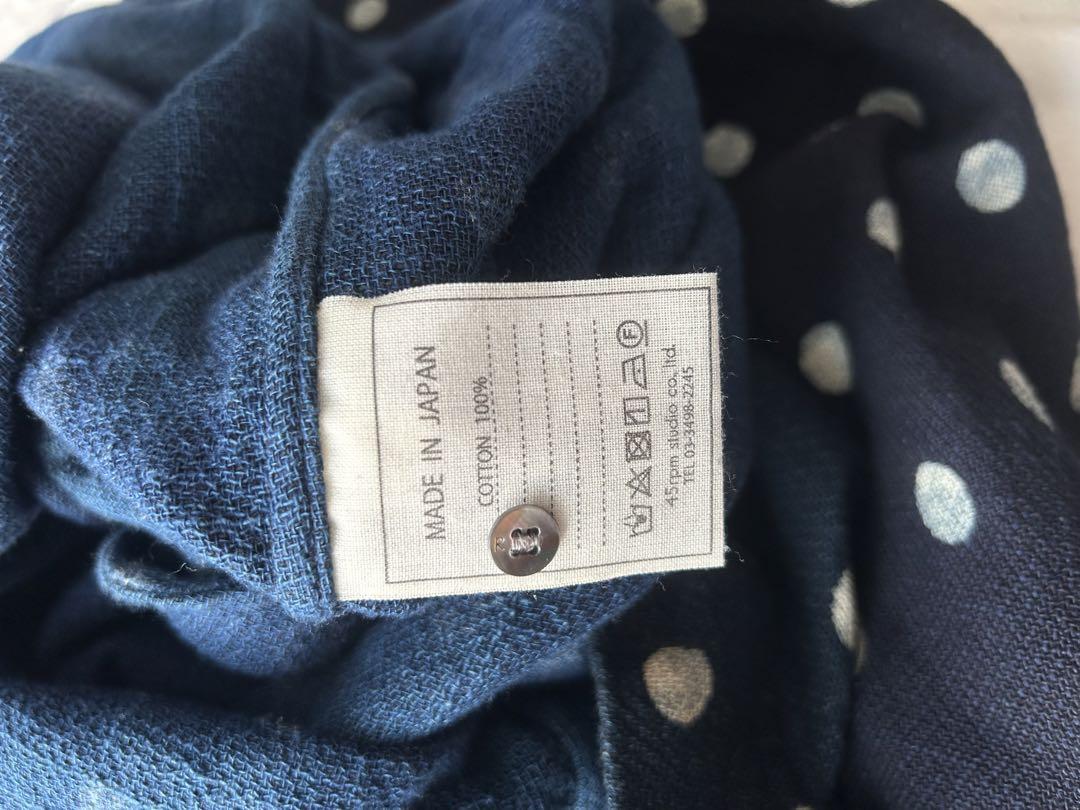 MADE IN JAPAN
COTTON 100%
F
45rpm studio co., ltd.
TEL 03-3498-2245